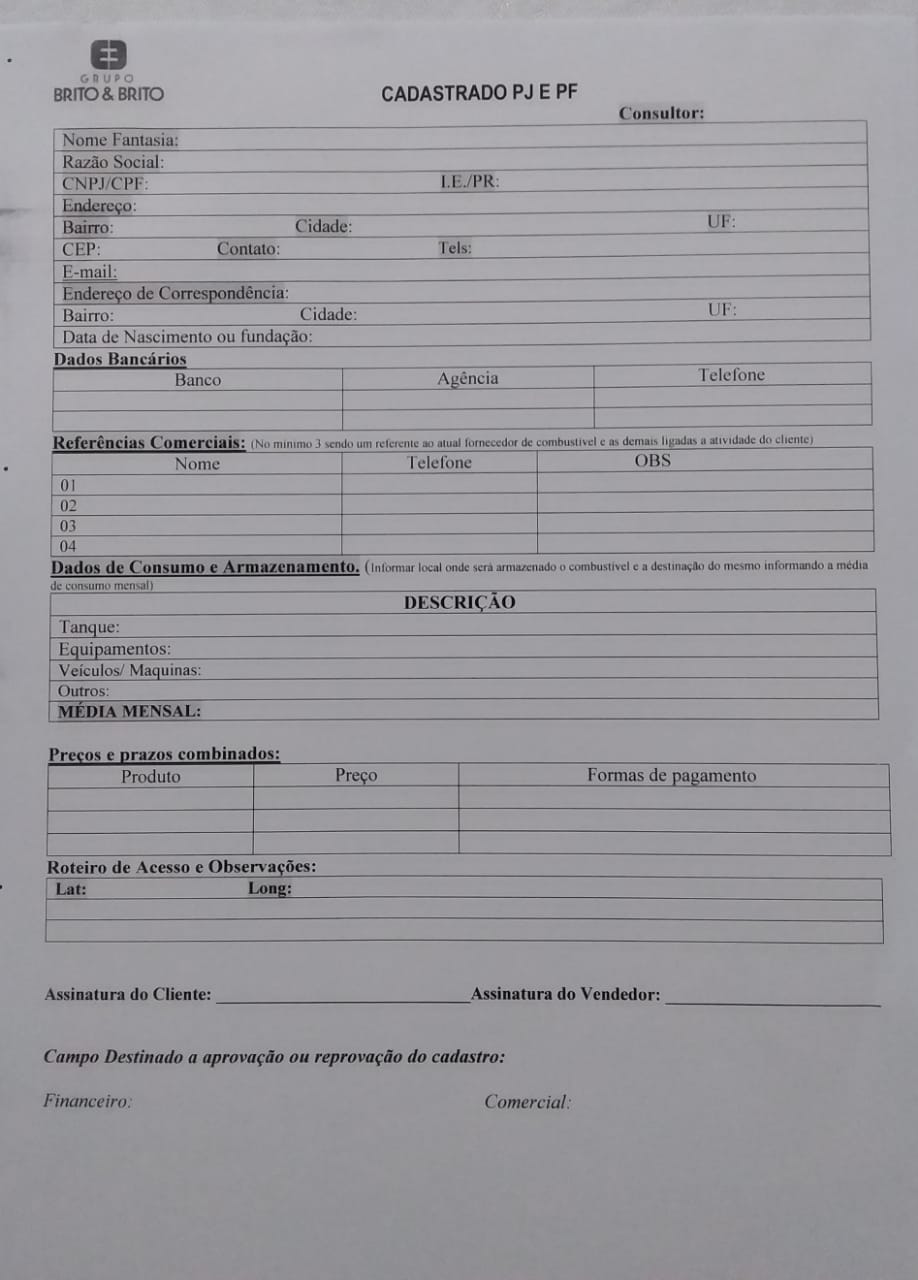 GRUPO
BRITO & BRITO
CADASTRADO PJ E PF
Consultor:
Nome Fantasia:
Razão Social:
CNPJ/CPF: I.E./PR:
Endereço:
Bairro: Cidade: UF:
CEP: Contato: Tels:
E-mail:
Endereço de Correspondência:
Bairro: Cidade: UF:
Data de Nascimento ou fundação:
Dados Bancários
Banco Agência Telefone
Referências Comerciais: (No minimo 3 sendo um referente ao atual fornecedor de combustivel e as demais ligadas a atividade do cliente)
Nome Telefone OBS
01
02
03
04
Dados de Consumo e Armazenamento. (Informar local onde será armazenado o combustivel e a destinação do mesmo informando a média
de consumo mensal)
DESCRIÇÃO
Tanque:
Equipamentos:
Veículos/ Maquinas:
Outros:
MÉDIA MENSAL:
Preços e prazos combinados:
Produto Preço Formas de pagamento
Roteiro de Acesso e Observações:
Lat: Long:
Assinatura do Cliente: Assinatura do Vendedor:
Campo Destinado a aprovação ou reprovação do cadastro:
Financeiro: Comercial: